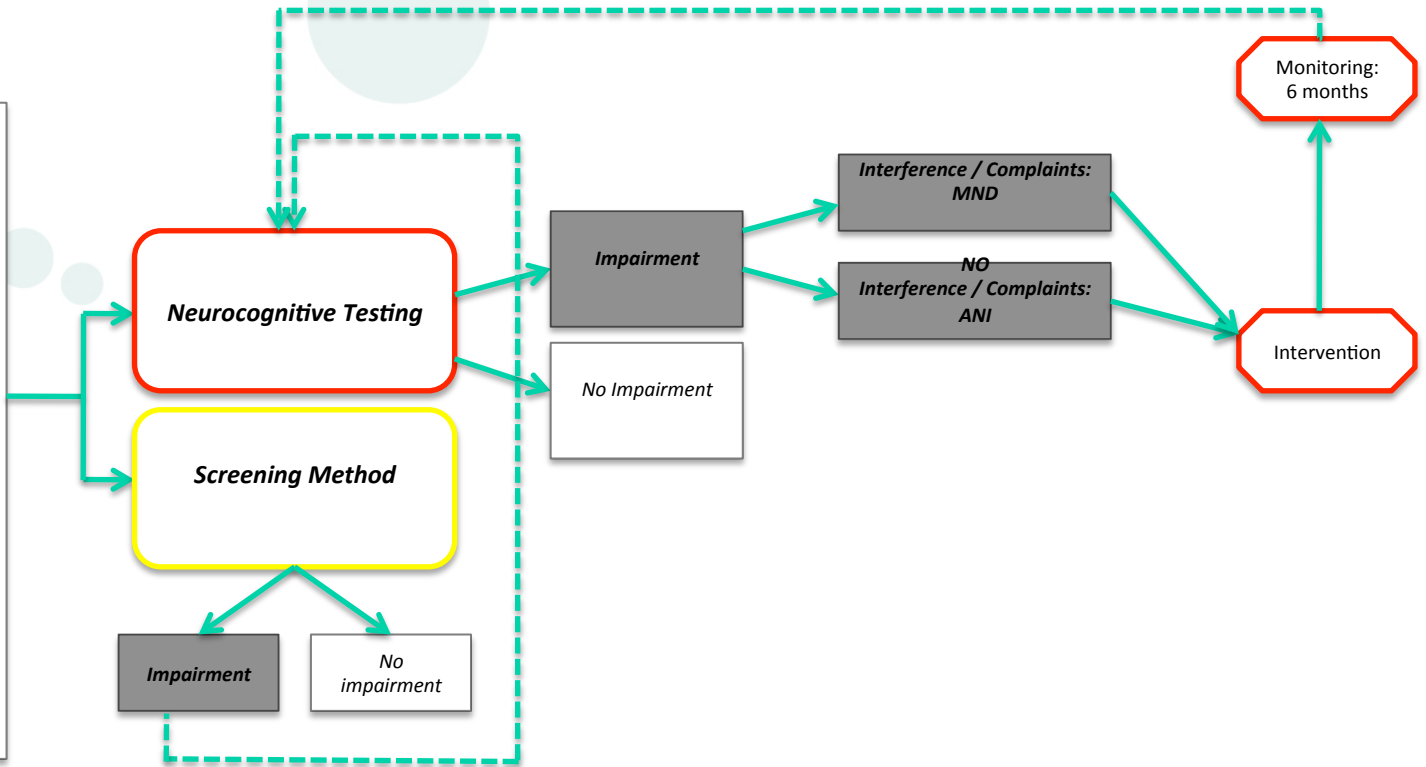 Monitoring:
6 months
Interference / Complaints:
MND
Impairment
NO
Interference / Complaints:
ANI
Neurocognitive Testing
Intervention
No Impairment
Screening Method
Impairment
No
impairment